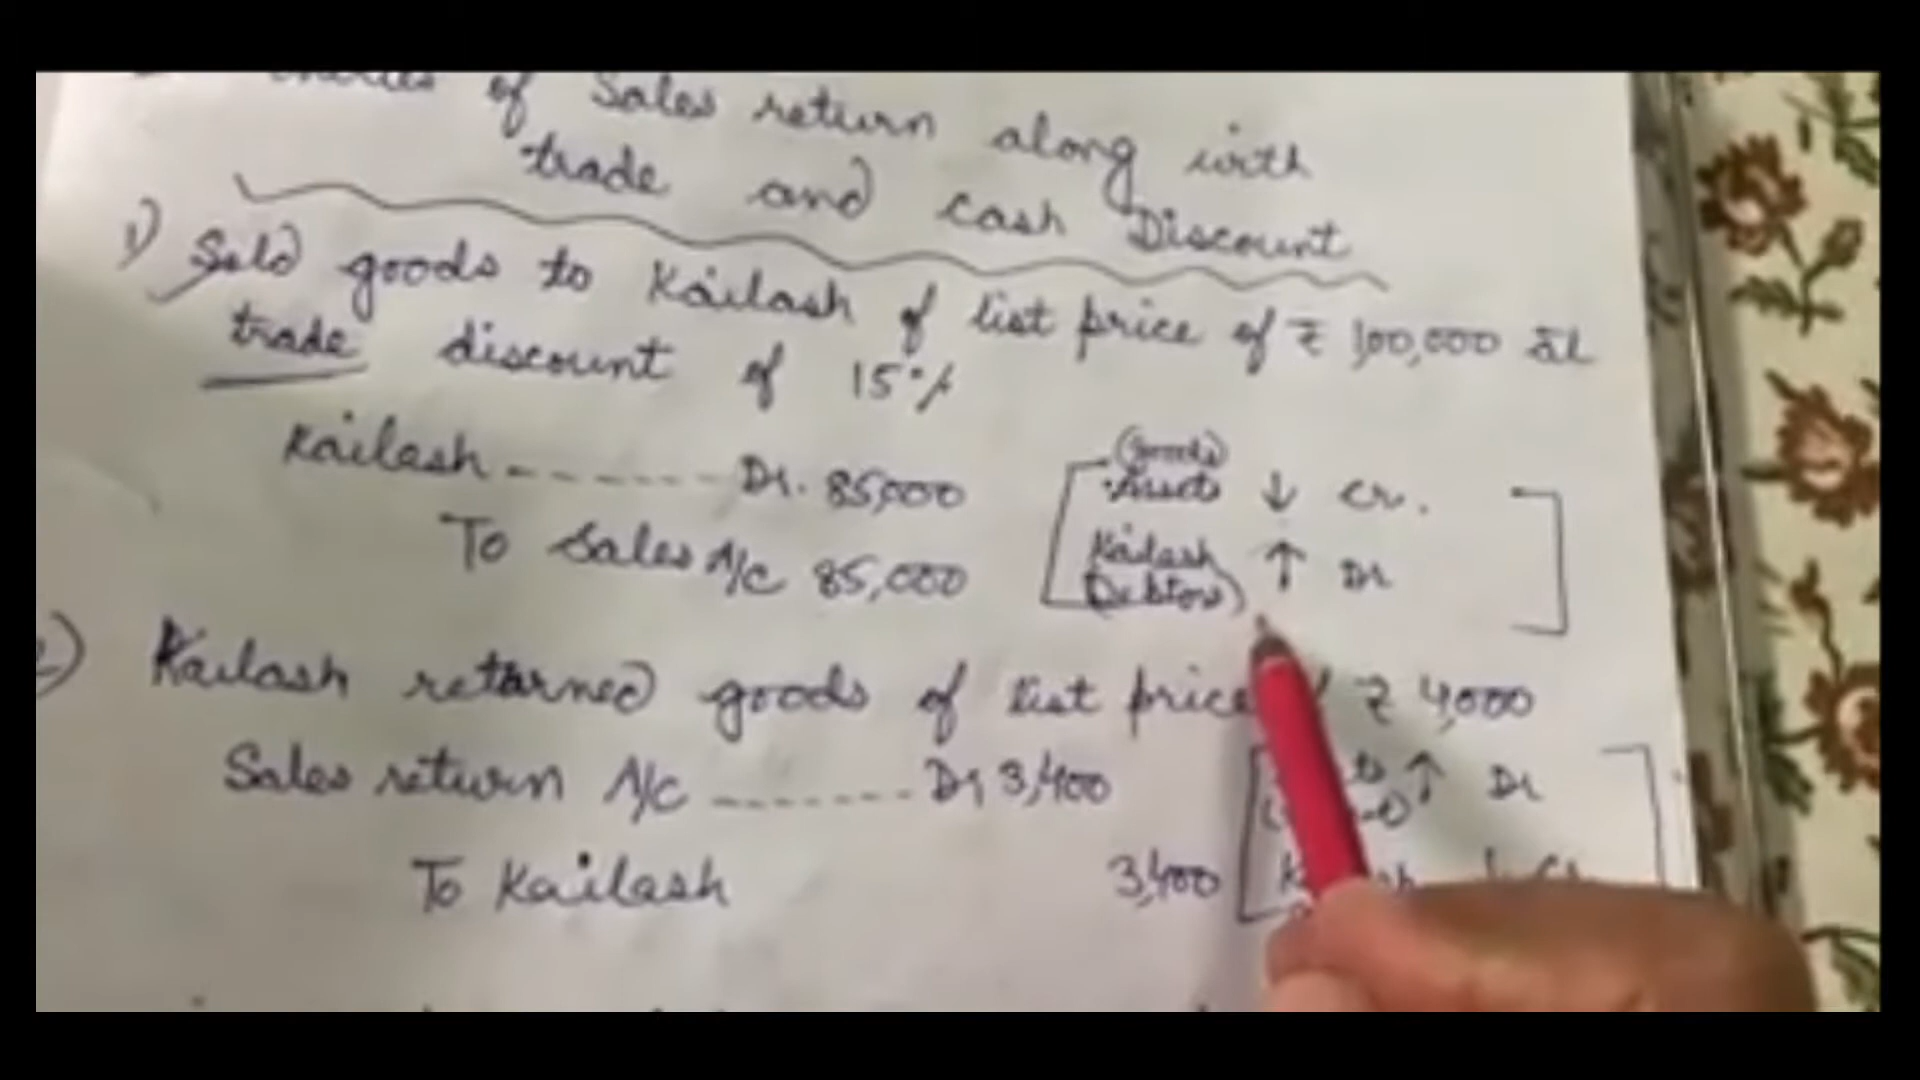 of Sales return along with
trade and cash Discount
1) Sold goods to Kailash of list price of ₹ 1,00,000 at
trade discount of 15%
Kailash ------- Dr. 85,000
To Sales A/c 85,000
(Goods)
Assets ↓ Cr.
Kailash ↑ Dr
(Debtors)
Kailash returned goods of list price ₹ 4,000
Sales return A/c ------- Dr 3,400
↑ Dr
To Kailash 3,400